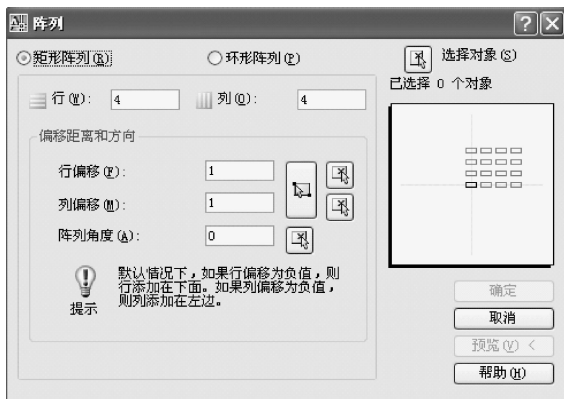 阵列
矩形阵列(R) 环形阵列(P) 选择对象(S)
已选择 0 个对象
行(W): 4 列(O): 4
偏移距离和方向
行偏移(F): 1
列偏移(M): 1
阵列角度(A): 0
默认情况下，如果行偏移为负值，则
行添加在下面。如果列偏移为负值，
则列添加在左边。
提示
确定
取消
预览(V) <
帮助(H)